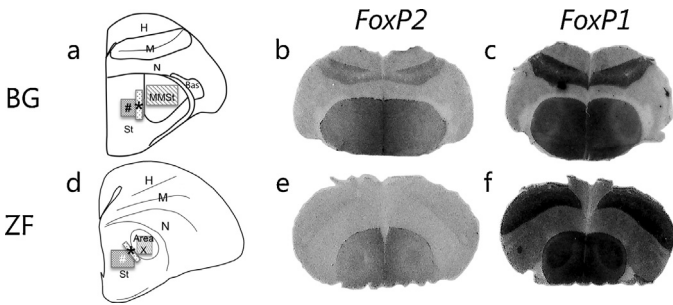 FoxP2 FoxP1
a b c
BG
H
M
N
Bas
# * MMSt
St
d e f
ZF
H
M
N
Area
X
# *
St